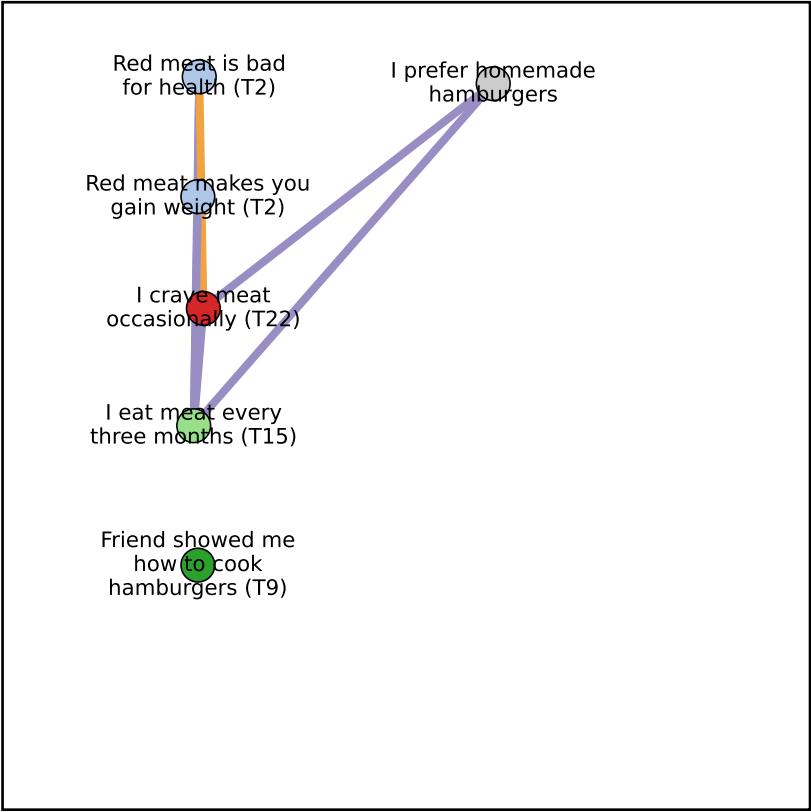 Red meat is bad
for health (T2)
I prefer homemade
hamburgers
Red meat makes you
gain weight (T2)
I crave meat
occasionally (T22)
I eat meat every
three months (T15)
Friend showed me
how to cook
hamburgers (T9)